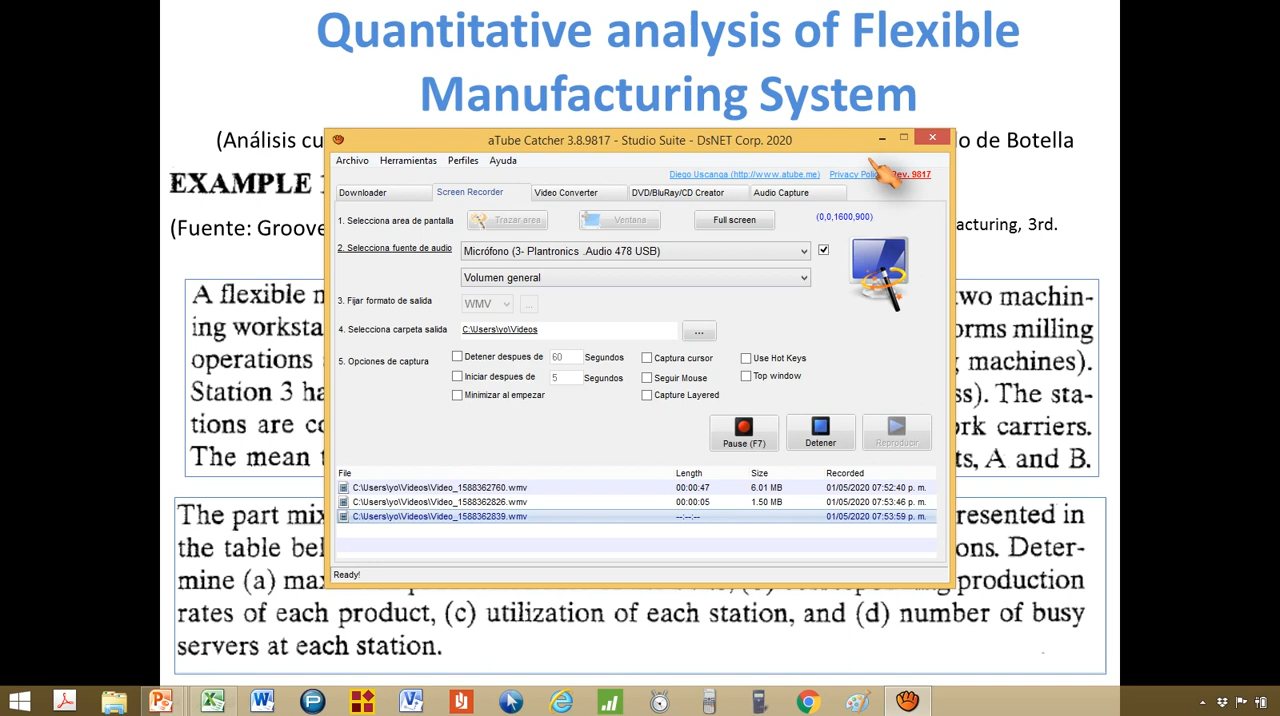 Quantitative analysis of Flexible
Manufacturing System
(Análisis cu
do de Botella
EXAMPLE
(Fuente: Groove
acturing, 3rd.
aTube Catcher 3.8.9817 - Studio Suite - DsNET Corp. 2020
Archivo Herramientas Perfiles Ayuda
Diego Uscanga (http://www.atube.me) Privacy Rev. 9817
Downloader Screen Recorder Video Converter DVD/BluRay/CD Creator Audio Capture
1. Selecciona area de pantalla Trazar area Ventana Full screen (0,0,1600,900)
2. Selecciona fuente de audio Micrófono (3- Plantronics .Audio 478 USB)
Volumen general
3. Fijar formato de salida WMV ...
4. Selecciona carpeta salida C:\Users\yo\Videos ...
5. Opciones de captura Detener despues de 60 Segundos Captura cursor Use Hot Keys
Iniciar despues de 5 Segundos Seguir Mouse Top window
Minimizar al empezar Capture Layered
Pause (F7) Detener Reproducir
File Length Size Recorded
C:\Users\yo\Videos\Video_1588362760.wmv 00:00:47 6.01 MB 01/05/2020 07:52:40 p. m.
C:\Users\yo\Videos\Video_1588362826.wmv 00:00:05 1.50 MB 01/05/2020 07:53:46 p. m.
C:\Users\yo\Videos\Video_1588362839.wmv --:--:-- 01/05/2020 07:53:59 p. m.
Ready!
A flexible
two machin-
ing worksta
orms milling
operations
machines).
Station 3 ha
ss). The sta-
tions are co
rk carriers.
The mean
ts, A and B.
The part mix
resented in
the table bel
ons. Deter-
mine (a) max
production
rates of each product, (c) utilization of each station, and (d) number of busy
servers at each station.